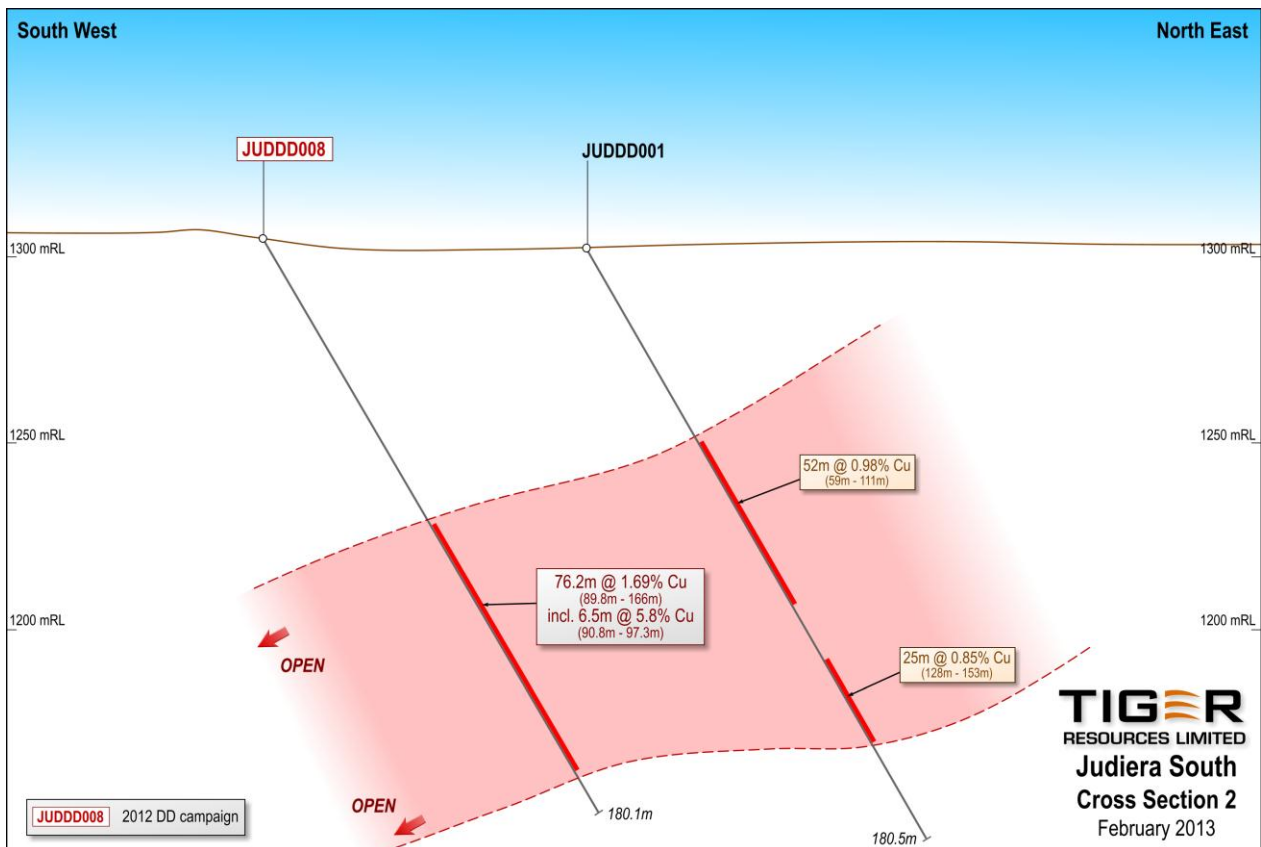 South West
North East
JUDDD008
JUDDD001
1300 mRL
1300 mRL
1250 mRL
1250 mRL
52m @ 0.98% Cu
(59m - 111m)
76.2m @ 1.69% Cu
(89.8m - 166m)
incl. 6.5m @ 5.8% Cu
(90.8m - 97.3m)
1200 mRL
1200 mRL
OPEN
25m @ 0.85% Cu
(128m - 153m)
OPEN
180.1m
180.5m
JUDDD008 2012 DD campaign
TIGER
RESOURCES LIMITED
Judiera South
Cross Section 2
February 2013